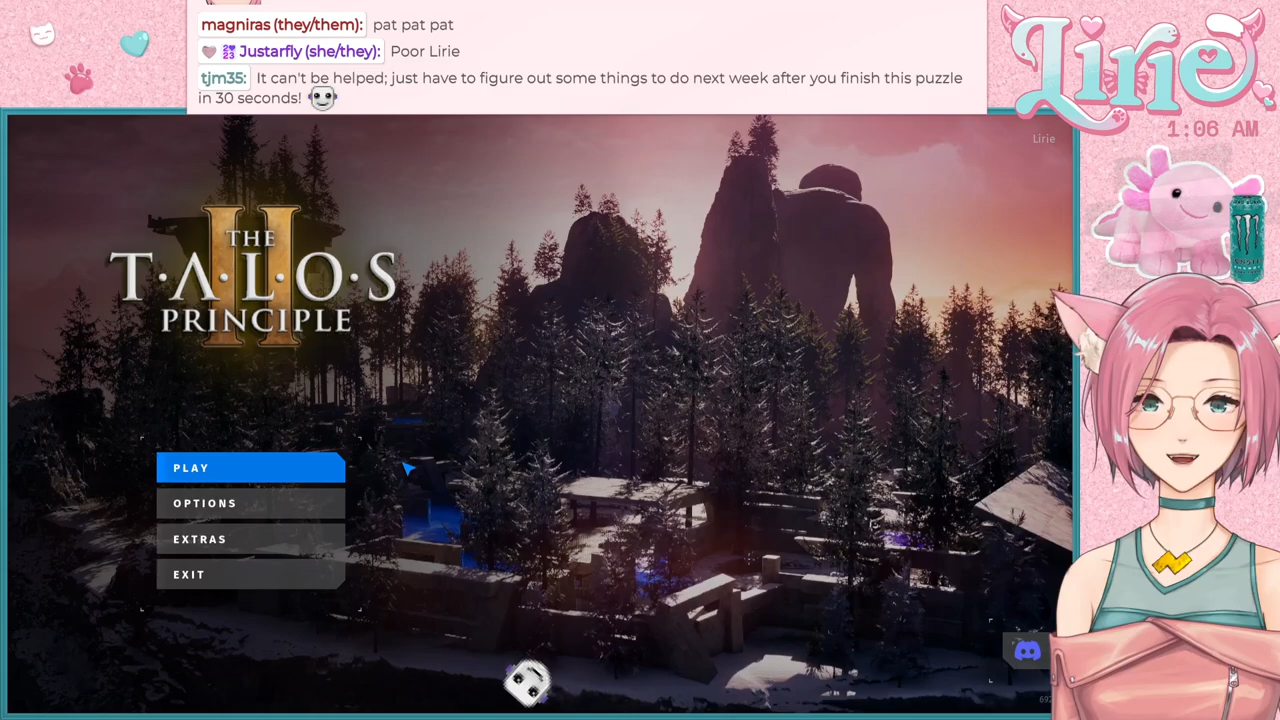 magniras (they/them): pat pat pat
Justarfly (she/they): Poor Lirie
tjm35: It can't be helped; just have to figure out some things to do next week after you finish this puzzle
in 30 seconds!
Lirie
1:06 AM
Lirie
THE
II
TALOS
PRINCIPLE
PLAY
OPTIONS
EXTRAS
EXIT